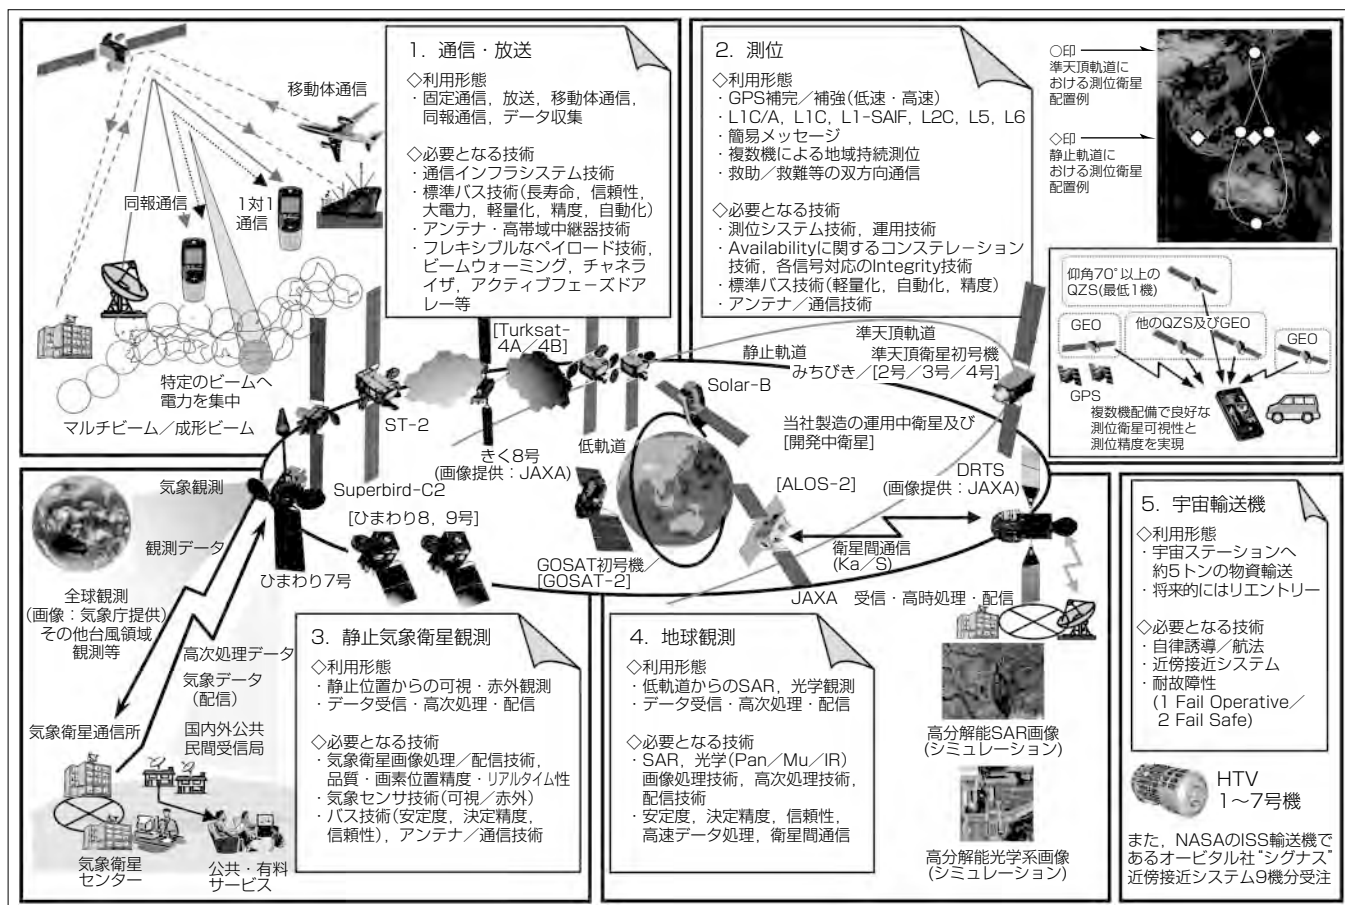 1. 通信・放送
◇利用形態
・固定通信，放送，移動体通信，
同報通信，データ収集
◇必要となる技術
・通信インフラシステム技術
・標準バス技術(長寿命，信頼性，
大電力，軽量化，精度，自動化)
・アンテナ・高帯域中継器技術
・フレキシブルなペイロード技術，
ビームウォーミング，チャネラ
イザ，アクティブフェーズドア
レー等
移動体通信
同報通信
1対1
通信
特定のビームへ
電力を集中
マルチビーム／成形ビーム
2. 測位
◇利用形態
・GPS補完／補強(低速・高速)
・L1C/A，L1C，L1-SAIF，L2C，L5，L6
・簡易メッセージ
・複数機による地域持続測位
・救助／救難等の双方向通信
◇必要となる技術
・測位システム技術，運用技術
・Availabilityに関するコンステレーション
技術，各信号対応のIntegrity技術
・標準バス技術(軽量化，自動化，精度)
・アンテナ／通信技術
○印
準天頂軌道に
おける測位衛星
配置例
◇印
静止軌道に
おける測位衛星
配置例
仰角70°以上の
QZS(最低1機)
GEO
他のQZS及びGEO
GEO
GPS
複数機配備で良好な
測位衛星可視性と
測位精度を実現
[Turksat-
4A／4B]
ST-2
きく8号
(画像提供：JAXA)
Superbird-C2
低軌道
静止軌道
準天頂軌道
準天頂衛星初号機
みちびき／[2号／3号／4号]
Solar-B
当社製造の運用中衛星及び
[開発中衛星]
[ALOS-2]
DRTS
(画像提供：JAXA)
衛星間通信
(Ka／S)
GOSAT初号機／
[GOSAT-2]
[ひまわり8，9号]
ひまわり7号
気象観測
観測データ
全球観測
(画像：気象庁提供)
その他台風領域
観測等
高次処理データ
気象データ
(配信)
気象衛星通信所
国内外公共
民間受信局
気象衛星
センター
公共・有料
サービス
3. 静止気象衛星観測
◇利用形態
・静止位置からの可視・赤外観測
・データ受信・高次処理・配信
◇必要となる技術
・気象衛星画像処理／配信技術，
品質・画素位置精度・リアルタイム性
・気象センサ技術(可視／赤外)
・バス技術(安定度，決定精度，
信頼性)，アンテナ／通信技術
4. 地球観測
◇利用形態
・低軌道からのSAR，光学観測
・データ受信・高次処理・配信
◇必要となる技術
・SAR，光学(Pan／Mu／IR)
画像処理技術，高次処理技術，
配信技術
・安定度，決定精度，信頼性，
高速データ処理，衛星間通信
JAXA 受信・高時処理・配信
高分解能SAR画像
(シミュレーション)
高分解能光学系画像
(シミュレーション)
5. 宇宙輸送機
◇利用形態
・宇宙ステーションへ
約5トンの物資輸送
・将来的にはリエントリー
◇必要となる技術
・自律誘導／航法
・近傍接近システム
・耐故障性
(1 Fail Operative／
2 Fail Safe)
HTV
1～7号機
また，NASAのISS輸送機で
あるオービタル社"シグナス"
近傍接近システム9機分受注